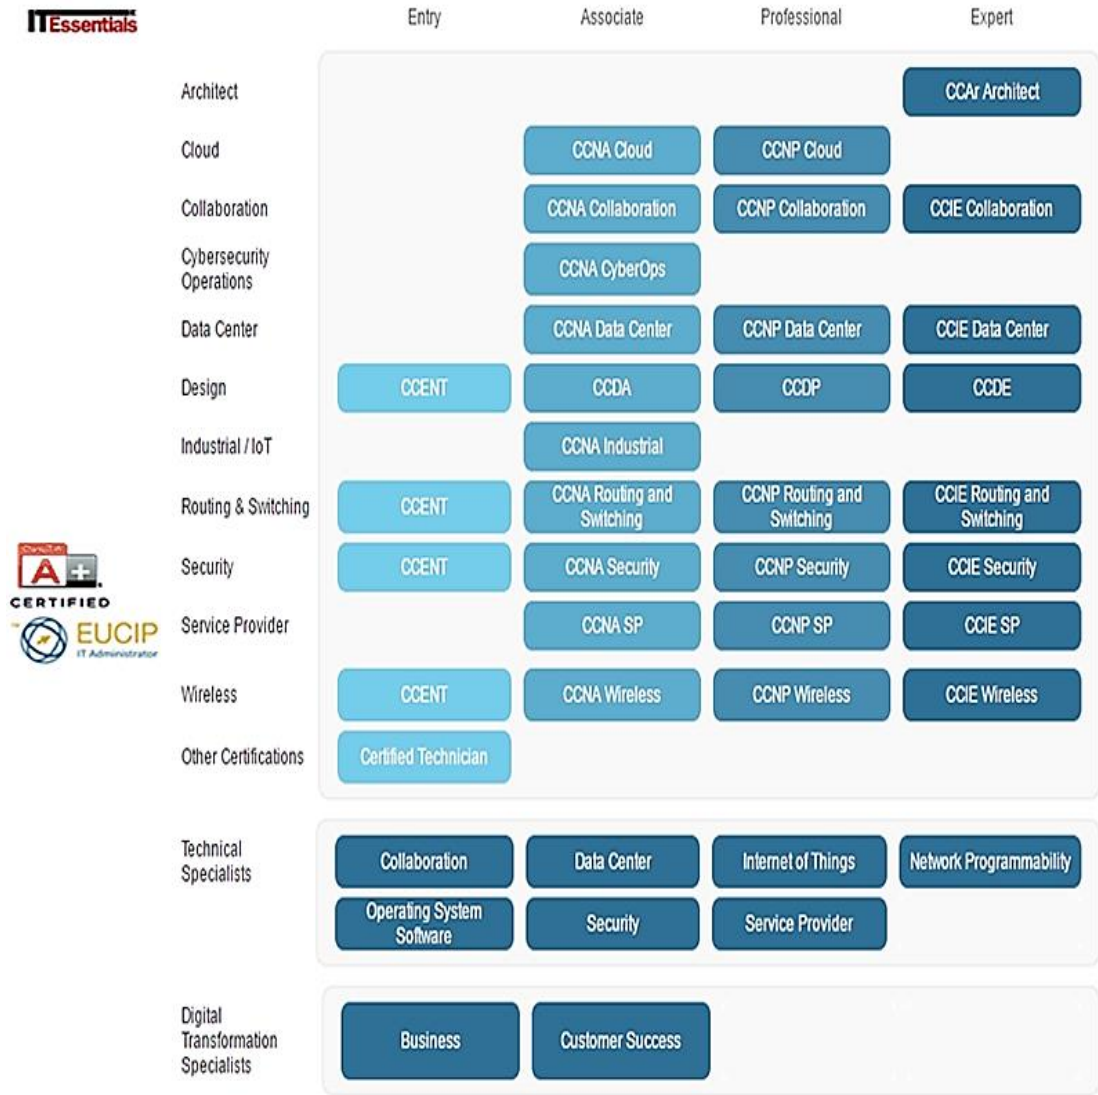 ITEssentials
Entry Associate Professional Expert
Architect
CCAr Architect
Cloud
CCNA Cloud
CCNP Cloud
Collaboration
CCNA Collaboration
CCNP Collaboration
CCIE Collaboration
Cybersecurity
Operations
CCNA CyberOps
Data Center
CCNA Data Center
CCNP Data Center
CCIE Data Center
Design
CCENT
CCDA
CCDP
CCDE
Industrial / IoT
CCNA Industrial
Routing & Switching
CCENT
CCNA Routing and
Switching
CCNP Routing and
Switching
CCIE Routing and
Switching
A+
CERTIFIED
Security
CCENT
CCNA Security
CCNP Security
CCIE Security
EUCIP
IT Administrator
Service Provider
CCNA SP
CCNP SP
CCIE SP
Wireless
CCENT
CCNA Wireless
CCNP Wireless
CCIE Wireless
Other Certifications
Certified Technician
Technical
Specialists
Collaboration
Data Center
Internet of Things
Network Programmability
Operating System
Software
Security
Service Provider
Digital
Transformation
Specialists
Business
Customer Success